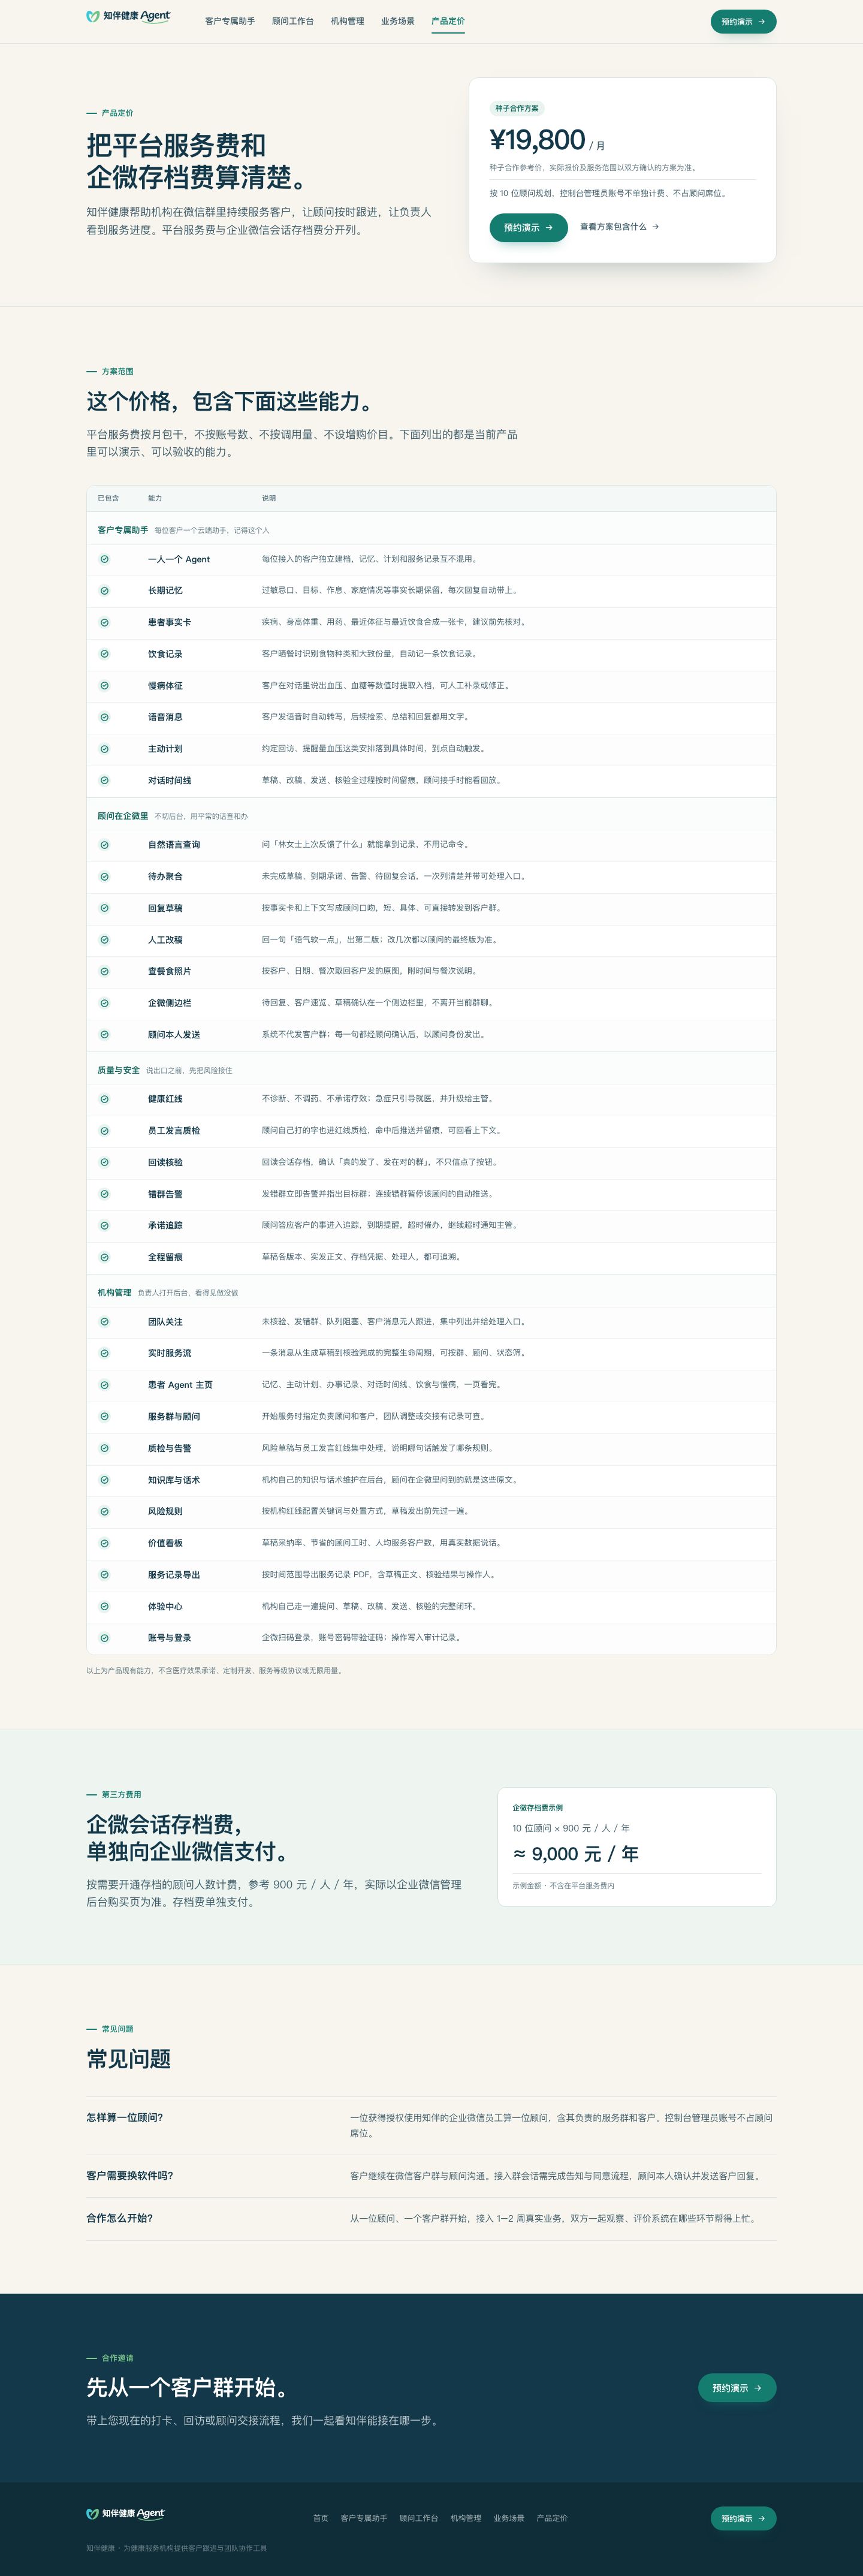 知伴健康 Agent
客户专属助手 顾问工作台 机构管理 业务场景 产品定价
预约演示 →
产品定价
把平台服务费和
企微存档费算清楚。
知伴健康帮助机构在微信群里持续服务客户，让顾问按时跟进，让负责人
看到服务进度。平台服务费与企业微信会话存档费分开列。
种子合作方案
¥19,800 / 月
种子合作参考价，实际报价及服务范围以双方确认的方案为准。
按 10 位顾问规划，控制台管理员账号不单独计费、不占顾问席位。
预约演示 → 查看方案包含什么 →
方案范围
这个价格，包含下面这些能力。
平台服务费按月包干，不按账号数、不按调用量、不设增购价目。下面列出的都是当前产品
里可以演示、可以验收的能力。
已包含 能力 说明
客户专属助手 每位客户一个云端助手，记得这个人
一人一个 Agent 每位接入的客户独立建档，记忆、计划和服务记录互不混用。
长期记忆 过敏忌口、目标、作息、家庭情况等事实长期保留，每次回复自动带上。
患者事实卡 疾病、身高体重、用药、最近体征与最近饮食合成一张卡，建议前先核对。
饮食记录 客户晒餐时识别食物种类和大致份量，自动记一条饮食记录。
慢病体征 客户在对话里说出血压、血糖等数值时提取入档，可人工补录或修正。
语音消息 客户发语音时自动转写，后续检索、总结和回复都用文字。
主动计划 约定回访、提醒量血压这类安排落到具体时间，到点自动触发。
对话时间线 草稿、改稿、发送、核验全过程按时间留痕，顾问接手时能看回放。
顾问在企微里 不切后台，用平常的话查和办
自然语言查询 问「林女士上次反馈了什么」就能拿到记录，不用记命令。
待办聚合 未完成草稿、到期承诺、告警、待回复会话，一次列清楚并带可处理入口。
回复草稿 按事实卡和上下文写成顾问口吻，短、具体、可直接转发到客户群。
人工改稿 回一句「语气软一点」，出第二版；改几次都以顾问的最终版为准。
查餐食照片 按客户、日期、餐次取回客户发的原图，附时间与餐次说明。
企微侧边栏 待回复、客户速览、草稿确认在一个侧边栏里，不离开当前群聊。
顾问本人发送 系统不代发客户群；每一句都经顾问确认后，以顾问身份发出。
质量与安全 说出口之前，先把风险接住
健康红线 不诊断、不调药、不承诺疗效；急症只引导就医，并升级给主管。
员工发言质检 顾问自己打的字也进红线质检，命中后推送并留痕，可回看上下文。
回读核验 回读会话存档，确认「真的发了、发在对的群」，不只信点了按钮。
错群告警 发错群立即告警并指出目标群；连续错群暂停该顾问的自动推送。
承诺追踪 顾问答应客户的事进入追踪，到期提醒，超时催办，继续超时通知主管。
全程留痕 草稿各版本、实发正文、存档凭据、处理人，都可追溯。
机构管理 负责人打开后台，看得见做没做
团队关注 未核验、发错群、队列阻塞、客户消息无人跟进，集中列出并给处理入口。
实时服务流 一条消息从生成草稿到核验完成的完整生命周期，可按群、顾问、状态筛。
患者 Agent 主页 记忆、主动计划、办事记录、对话时间线、饮食与慢病，一页看完。
服务群与顾问 开始服务时指定负责顾问和客户，团队调整或交接有记录可查。
质检与告警 风险草稿与员工发言红线集中处理，说明哪句话触发了哪条规则。
知识库与话术 机构自己的知识与话术维护在后台，顾问在企微里问到的就是这些原文。
风险规则 按机构红线配置关键词与处置方式，草稿发出前先过一遍。
价值看板 草稿采纳率、节省的顾问工时、人均服务客户数，用真实数据说话。
服务记录导出 按时间范围导出服务记录 PDF，含草稿正文、核验结果与操作人。
体验中心 机构自己走一遍提问、草稿、改稿、发送、核验的完整闭环。
账号与登录 企微扫码登录，账号密码带验证码；操作写入审计记录。
以上为产品现有能力，不含医疗效果承诺、定制开发、服务等级协议或无限用量。
第三方费用
企微会话存档费，
单独向企业微信支付。
按需要开通存档的顾问人数计费，参考 900 元 / 人 / 年，实际以企业微信管理
后台购买页为准。存档费单独支付。
企微存档费示例
10 位顾问 × 900 元 / 人 / 年
≈ 9,000 元 / 年
示例金额 · 不含在平台服务费内
常见问题
常见问题
怎样算一位顾问？ 一位获得授权使用知伴的企业微信员工算一位顾问，含其负责的服务群和客户。控制台管理员账号不占顾问
席位。
客户需要换软件吗？ 客户继续在微信客户群与顾问沟通。接入群会话需完成告知与同意流程，顾问本人确认并发送客户回复。
合作怎么开始？ 从一位顾问、一个客户群开始，接入 1—2 周真实业务，双方一起观察、评价系统在哪些环节帮得上忙。
合作邀请
先从一个客户群开始。
带上您现在的打卡、回访或顾问交接流程，我们一起看知伴能接在哪一步。
预约演示 →
知伴健康 Agent
首页 客户专属助手 顾问工作台 机构管理 业务场景 产品定价
预约演示 →
知伴健康 · 为健康服务机构提供客户跟进与团队协作工具